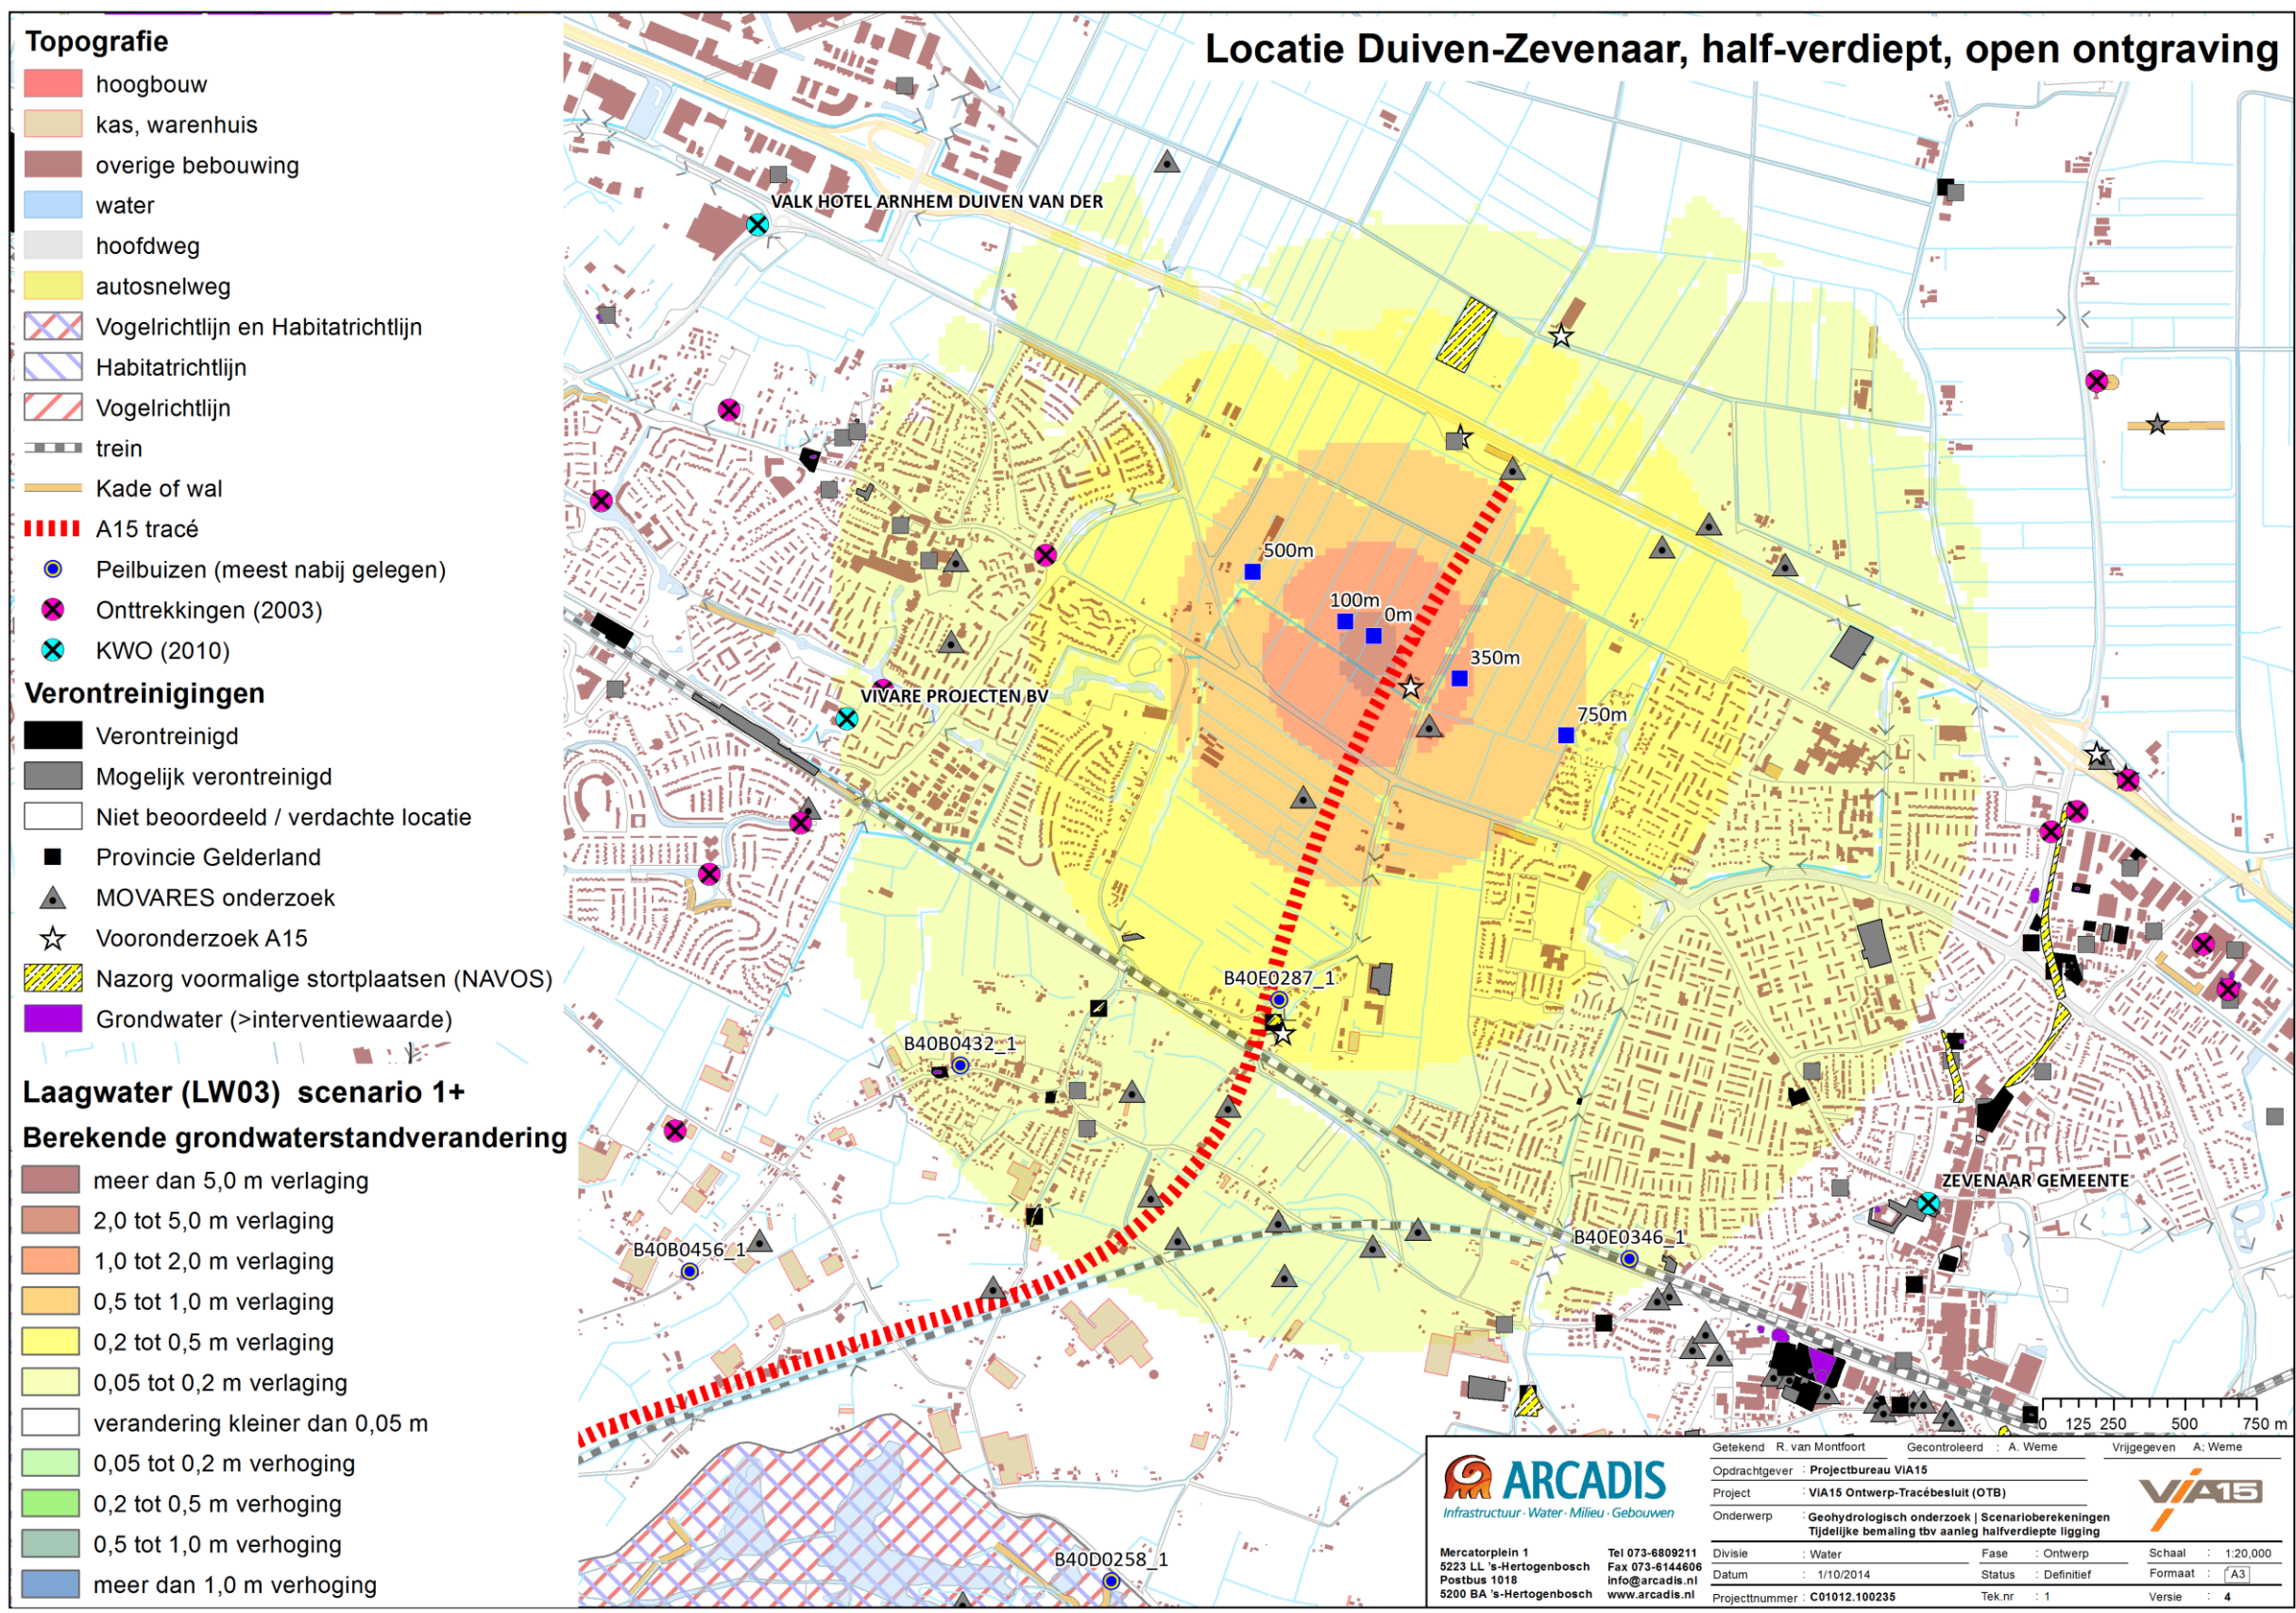 Locatie Duiven-Zevenaar, half-verdiept, open ontgraving
Topografie
hoogbouw
kas, warenhuis
overige bebouwing
water
hoofdweg
autosnelweg
Vogelrichtlijn en Habitatrichtlijn
Habitatrichtlijn
Vogelrichtlijn
trein
Kade of wal
A15 tracé
Peilbuizen (meest nabij gelegen)
Onttrekkingen (2003)
KWO (2010)
Verontreinigingen
Verontreinigd
Mogelijk verontreinigd
Niet beoordeeld / verdachte locatie
Provincie Gelderland
MOVARES onderzoek
Vooronderzoek A15
Nazorg voormalige stortplaatsen (NAVOS)
Grondwater (>interventiewaarde)
Laagwater (LW03) scenario 1+
Berekende grondwaterstandverandering
meer dan 5,0 m verlaging
2,0 tot 5,0 m verlaging
1,0 tot 2,0 m verlaging
0,5 tot 1,0 m verlaging
0,2 tot 0,5 m verlaging
0,05 tot 0,2 m verlaging
verandering kleiner dan 0,05 m
0,05 tot 0,2 m verhoging
0,2 tot 0,5 m verhoging
0,5 tot 1,0 m verhoging
meer dan 1,0 m verhoging
VALK HOTEL ARNHEM DUIVEN VAN DER
500m
100m
0m
350m
VIVARE PROJECTEN BV
750m
B40E0287_1
B40B0432_1
ZEVENAAR GEMEENTE
B40E0346_1
B40B0456_1
B40D0258_1
0 125 250 500 750 m
ARCADIS
Infrastructuur · Water · Milieu · Gebouwen
Mercatorplein 1 Tel 073-6809211
5223 LL 's-Hertogenbosch Fax 073-6144606
Postbus 1018 info@arcadis.nl
5200 BA 's-Hertogenbosch www.arcadis.nl
Getekend R. van Montfoort Gecontroleerd : A. Weme Vrijgegeven A: Weme
Opdrachtgever : Projectbureau ViA15
Project : ViA15 Ontwerp-Tracébesluit (OTB)
Onderwerp : Geohydrologisch onderzoek | Scenarioberekeningen
Tijdelijke bemaling tbv aanleg halfverdiepte ligging
ViA15
Divisie : Water Fase : Ontwerp Schaal : 1:20,000
Datum : 1/10/2014 Status : Definitief Formaat : A3
Projecttnummer : C01012.100235 Tek.nr : 1 Versie : 4